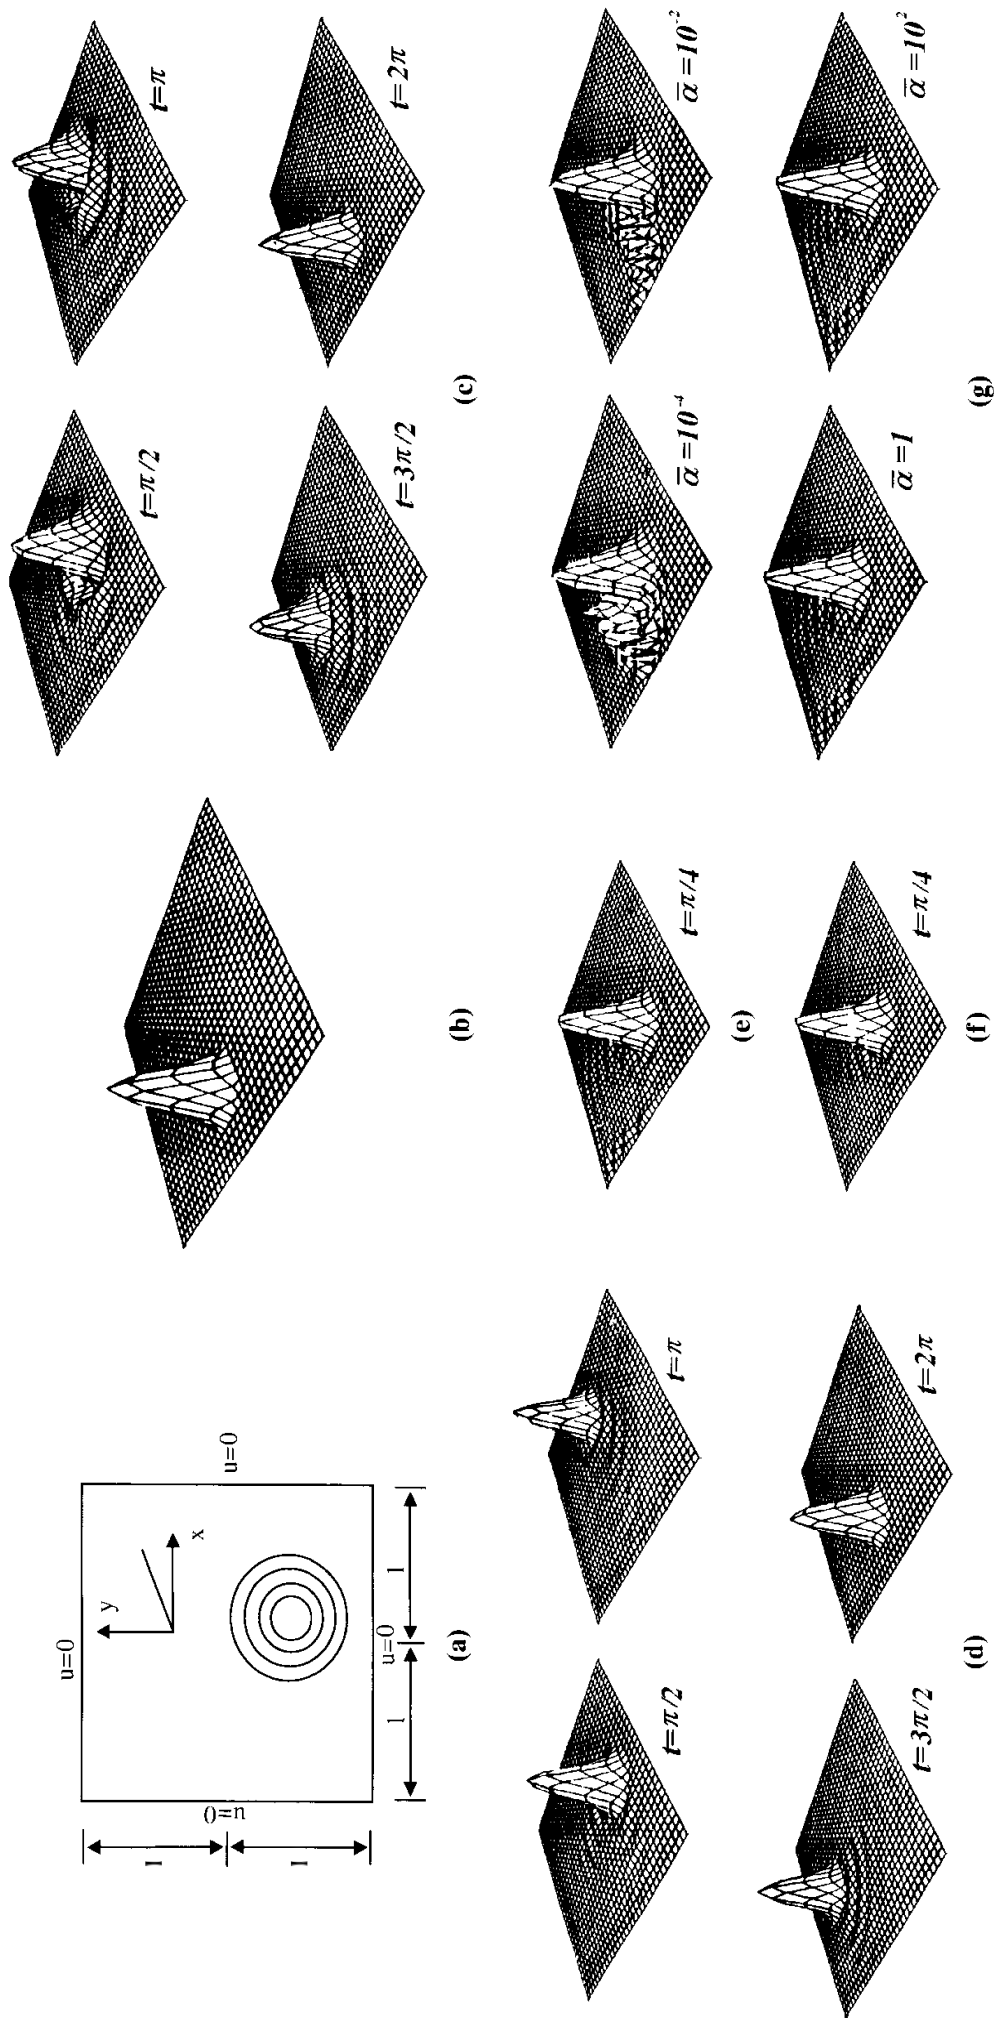 u=0
y
x
u=0
u=0
u=0
1
1
1
1
(a)
(b)
t=π/2
t=π
t=3π/2
t=2π
(c)
t=π/2
t=π
t=3π/2
t=2π
(d)
t=π/4
(e)
t=π/4
(f)
α̅=10⁻⁴
α̅=10⁻²
α̅=1
α̅=10²
(g)